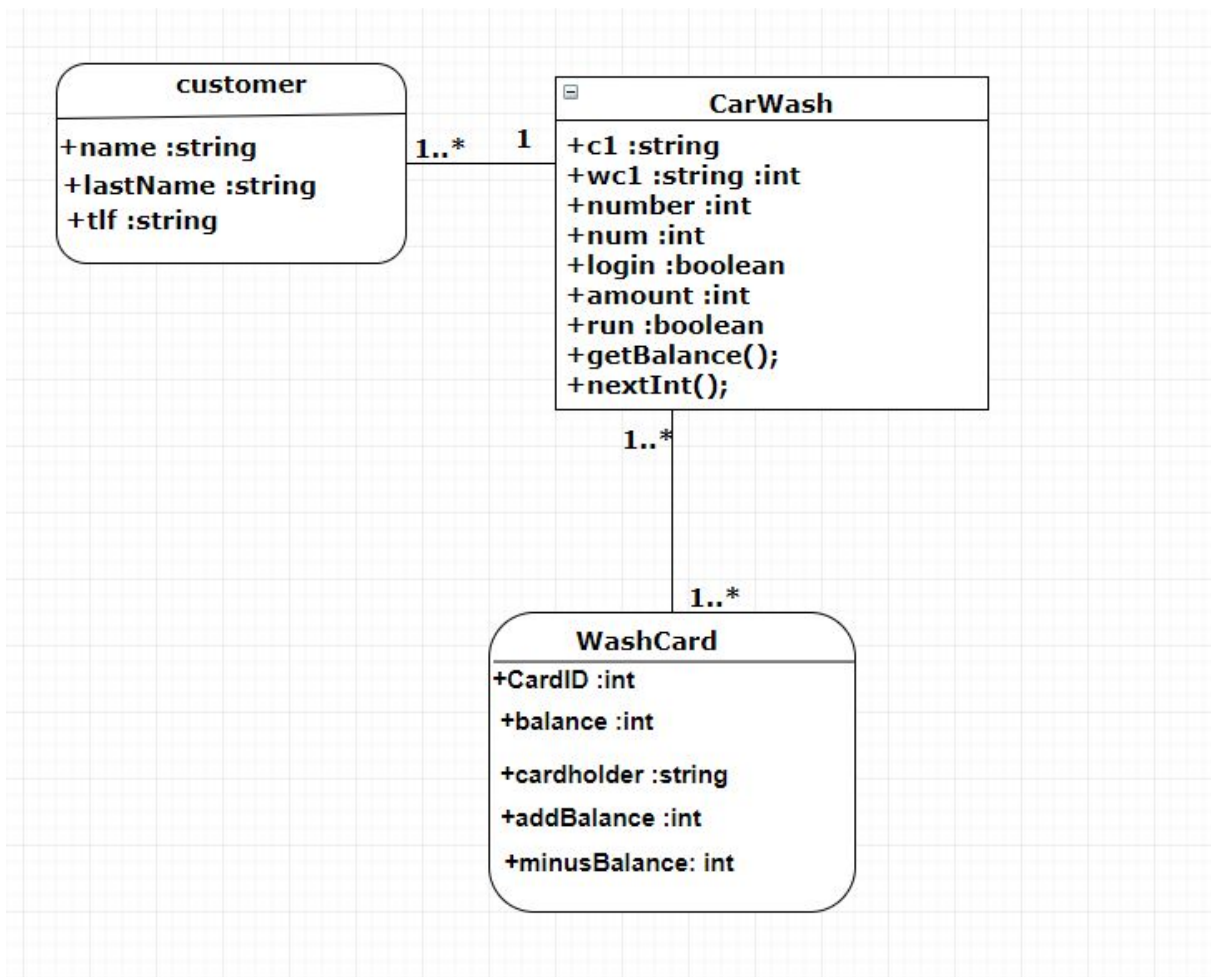 customer
+name :string
+lastName :string
+tlf :string
1..*
1
CarWash
+c1 :string
+wc1 :string :int
+number :int
+num :int
+login :boolean
+amount :int
+run :boolean
+getBalance();
+nextInt();
1..*
1..*
WashCard
+CardID :int
+balance :int
+cardholder :string
+addBalance :int
+minusBalance: int